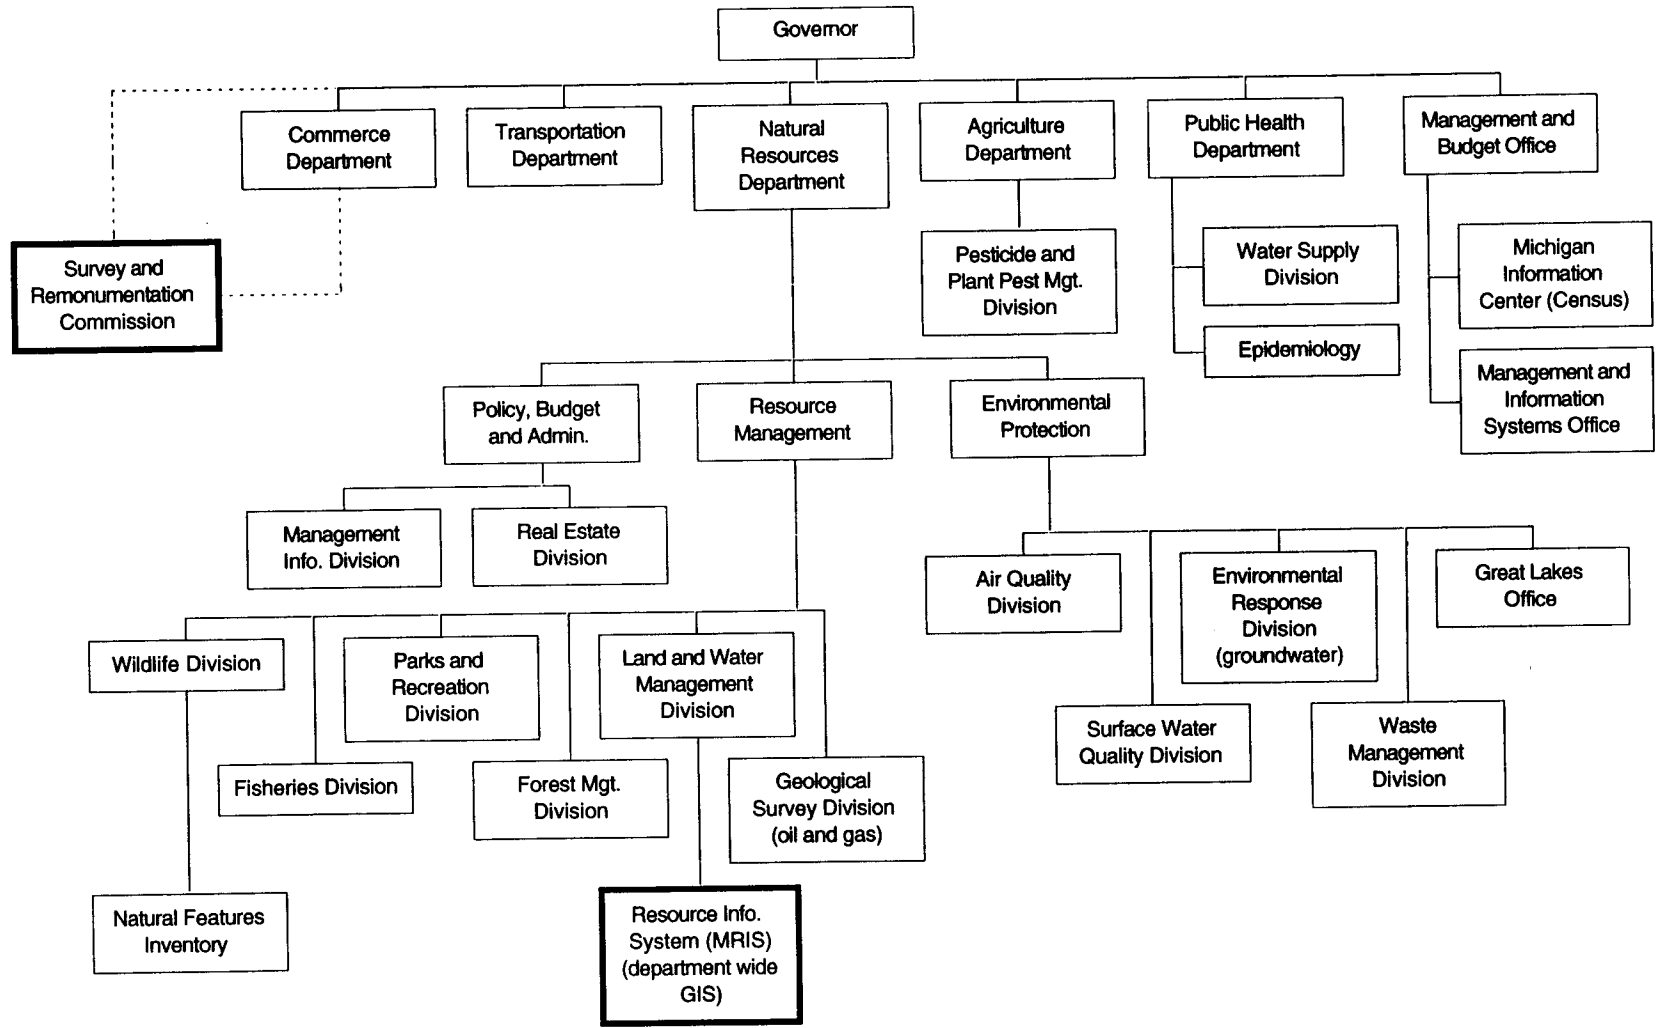 Governor
Commerce
Department
Transportation
Department
Natural
Resources
Department
Agriculture
Department
Public Health
Department
Management and
Budget Office
Survey and
Remonumentation
Commission
Pesticide and
Plant Pest Mgt.
Division
Water Supply
Division
Epidemiology
Michigan
Information
Center (Census)
Management and
Information
Systems Office
Policy, Budget
and Admin.
Resource
Management
Environmental
Protection
Management
Info. Division
Real Estate
Division
Air Quality
Division
Environmental
Response
Division
(groundwater)
Great Lakes
Office
Wildlife Division
Parks and
Recreation
Division
Land and Water
Management
Division
Surface Water
Quality Division
Waste
Management
Division
Fisheries Division
Forest Mgt.
Division
Geological
Survey Division
(oil and gas)
Natural Features
Inventory
Resource Info.
System (MRIS)
(department wide
GIS)